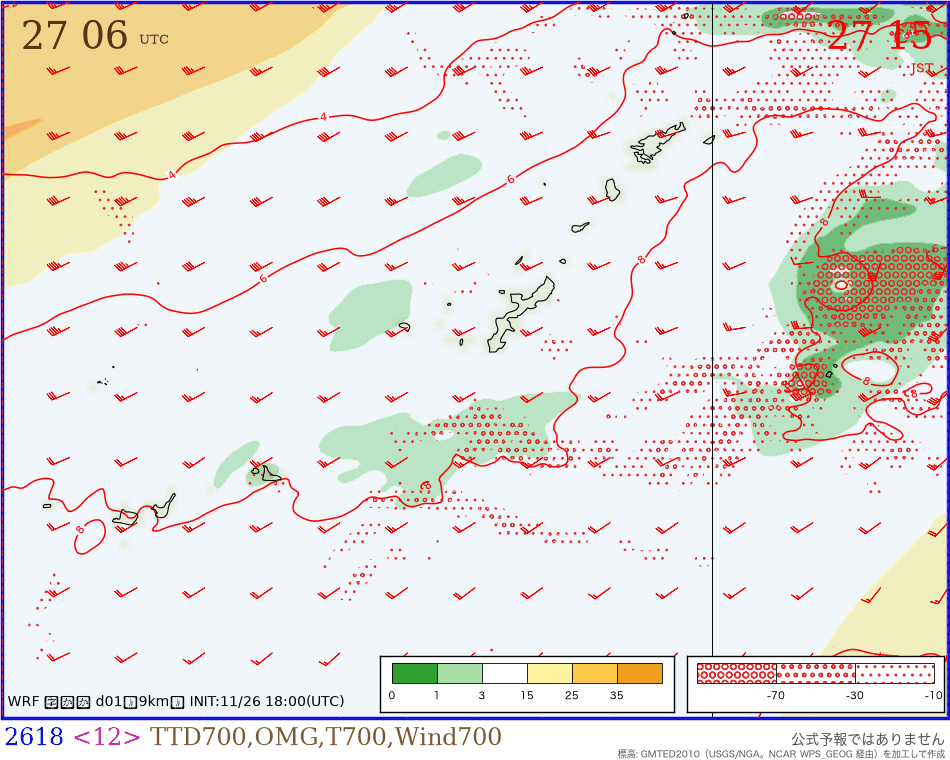 27 06 UTC
27 15
JST
4
4
6
6
6
8
8
8
8
8
8
0 1 3 15 25 35
-70 -30 -10
WRF d01 9km INIT:11/26 18:00(UTC)
2618 <12> TTD700,OMG,T700,Wind700
公式予報ではありません
標高: GMTED2010（USGS/NGA。NCAR WPS_GEOG 経由）を加工して作成